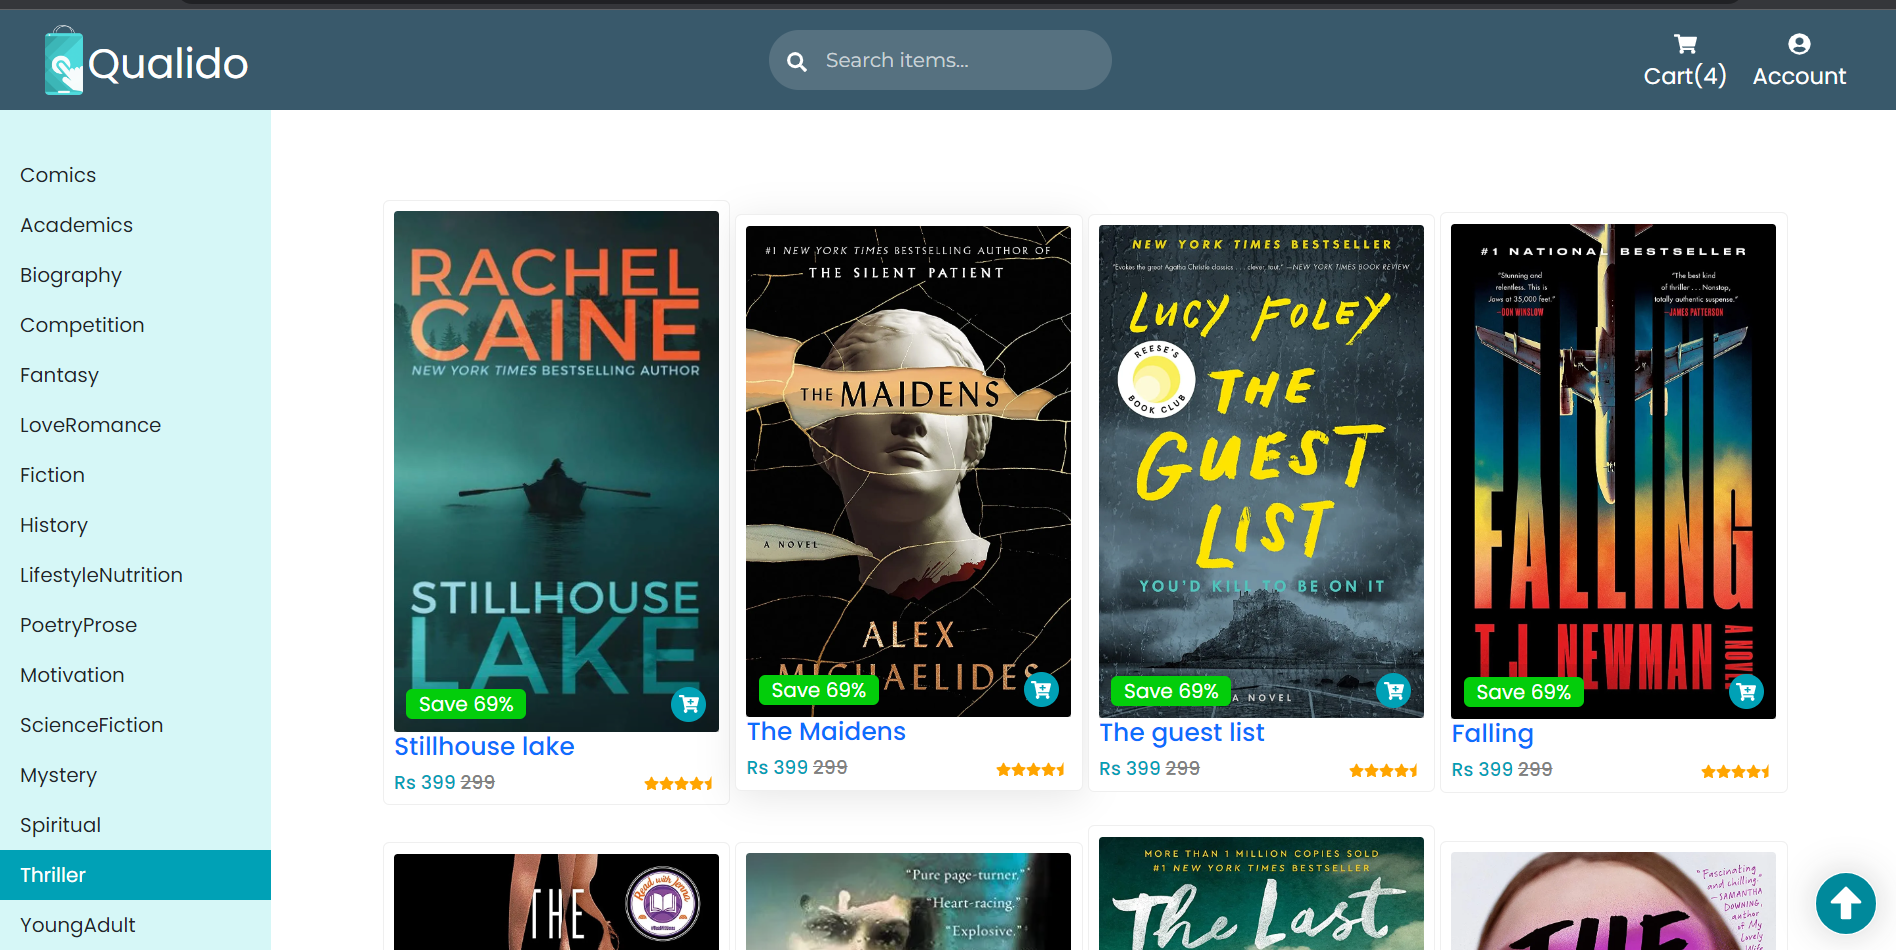 Qualido
Search items...
Cart(4)
Account
Comics
Academics
Biography
Competition
Fantasy
LoveRomance
Fiction
History
LifestyleNutrition
PoetryProse
Motivation
ScienceFiction
Mystery
Spiritual
Thriller
YoungAdult
RACHEL
CAINE
NEW YORK TIMES BESTSELLING AUTHOR
STILLHOUSE
LAKE
Save 69%
Stillhouse lake
Rs 399 299
#1 NEW YORK TIMES BESTSELLING AUTHOR OF
THE SILENT PATIENT
THE MAIDENS
A NOVEL
ALEX
MICHAELIDES
Save 69%
The Maidens
Rs 399 299
NEW YORK TIMES BESTSELLER
"Evokes the great Agatha Christie classics . . . clever, taut." —NEW YORK TIMES BOOK REVIEW
LUCY FOLEY
REESE'S
BOOK CLUB
THE
GUEST
LIST
YOU'D KILL TO BE ON IT
A NOVEL
Save 69%
The guest list
Rs 399 299
#1 NATIONAL BESTSELLER
"Stunning and
relentless. This is
Jaws at 35,000 feet."
—DON WINSLOW
"The best kind
of thriller . . . Nonstop,
totally authentic suspense."
—JAMES PATTERSON
FALLING
T.J. NEWMAN
A NOVEL
Save 69%
Falling
Rs 399 299
THE
Read with Jenna
"Pure page-turner."
"Heart-racing."
"Explosive."
MORE THAN 1 MILLION COPIES SOLD
#1 NEW YORK TIMES BESTSELLER
The Last
"Fascinating
and chilling."
—SAMANTHA
DOWNING,
author
of My
Lovely
Wife
THE